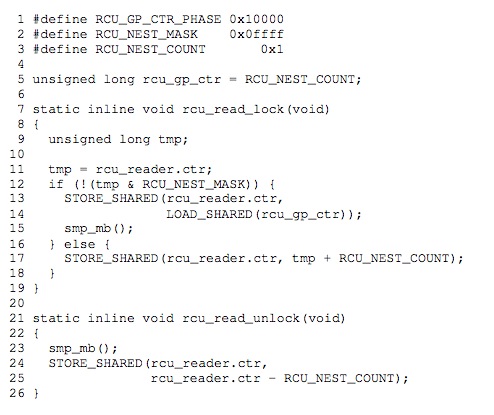 1 #define RCU_GP_CTR_PHASE 0x10000
2 #define RCU_NEST_MASK    0x0ffff
3 #define RCU_NEST_COUNT       0x1
4
5 unsigned long rcu_gp_ctr = RCU_NEST_COUNT;
6
7 static inline void rcu_read_lock(void)
8 {
9   unsigned long tmp;
10
11   tmp = rcu_reader.ctr;
12   if (!(tmp & RCU_NEST_MASK)) {
13     STORE_SHARED(rcu_reader.ctr,
14                  LOAD_SHARED(rcu_gp_ctr));
15     smp_mb();
16   } else {
17     STORE_SHARED(rcu_reader.ctr, tmp + RCU_NEST_COUNT);
18   }
19 }
20
21 static inline void rcu_read_unlock(void)
22 {
23   smp_mb();
24   STORE_SHARED(rcu_reader.ctr,
25                rcu_reader.ctr - RCU_NEST_COUNT);
26 }